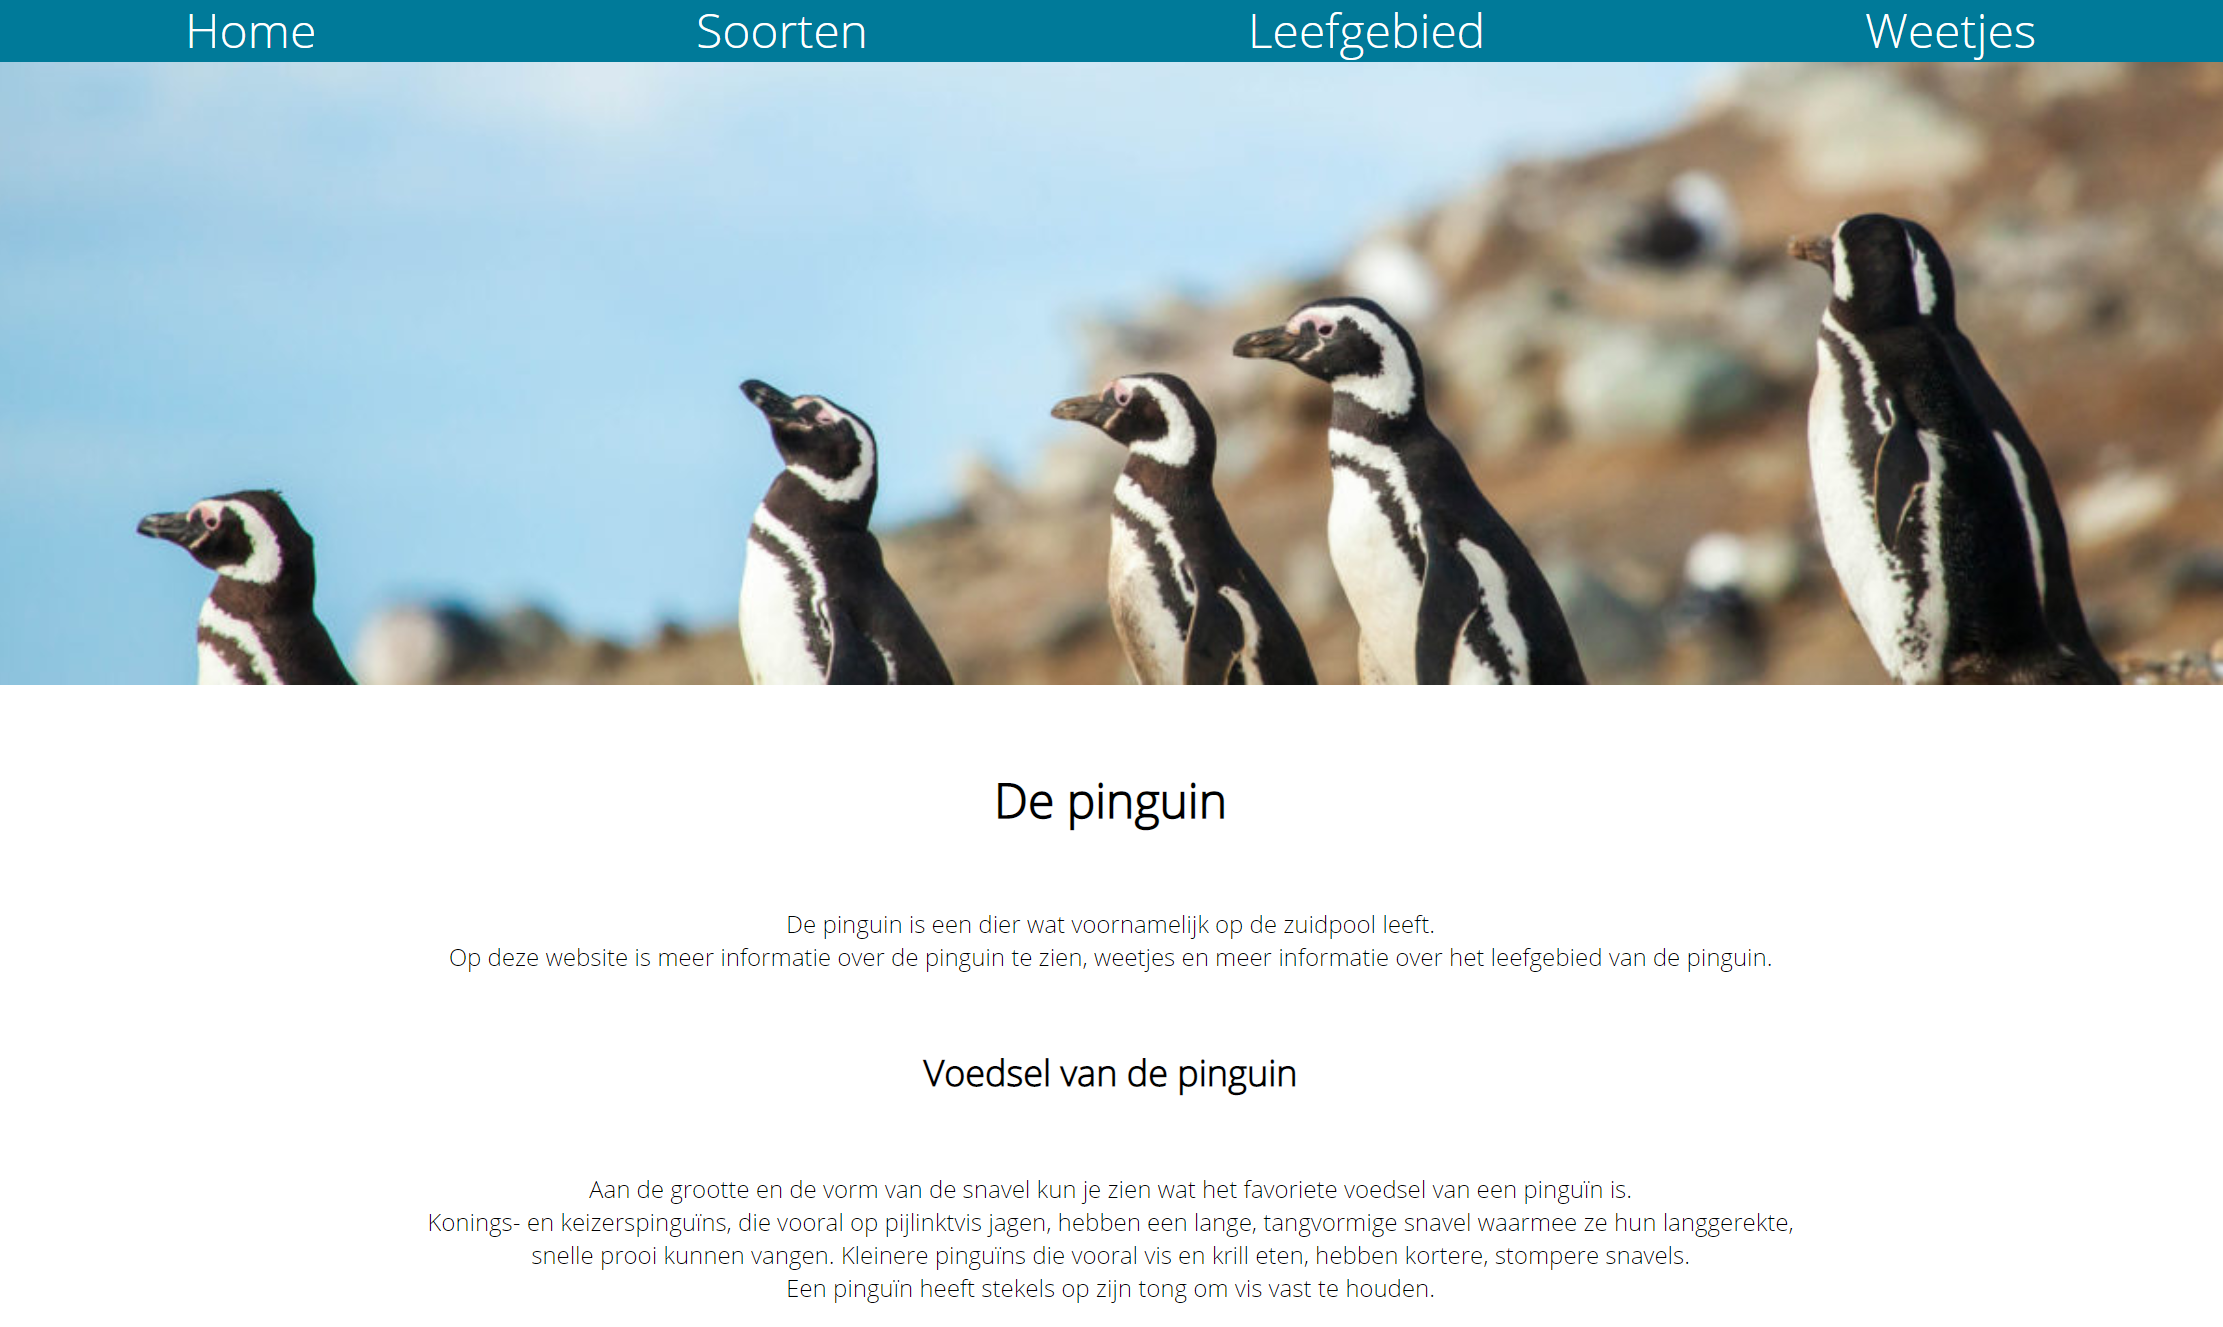 Home Soorten Leefgebied Weetjes
De pinguin
De pinguin is een dier wat voornamelijk op de zuidpool leeft.
Op deze website is meer informatie over de pinguin te zien, weetjes en meer informatie over het leefgebied van de pinguin.
Voedsel van de pinguin
Aan de grootte en de vorm van de snavel kun je zien wat het favoriete voedsel van een pinguïn is.
Konings- en keizerspinguïns, die vooral op pijlinktvis jagen, hebben een lange, tangvormige snavel waarmee ze hun langgerekte,
snelle prooi kunnen vangen. Kleinere pinguïns die vooral vis en krill eten, hebben kortere, stompere snavels.
Een pinguïn heeft stekels op zijn tong om vis vast te houden.